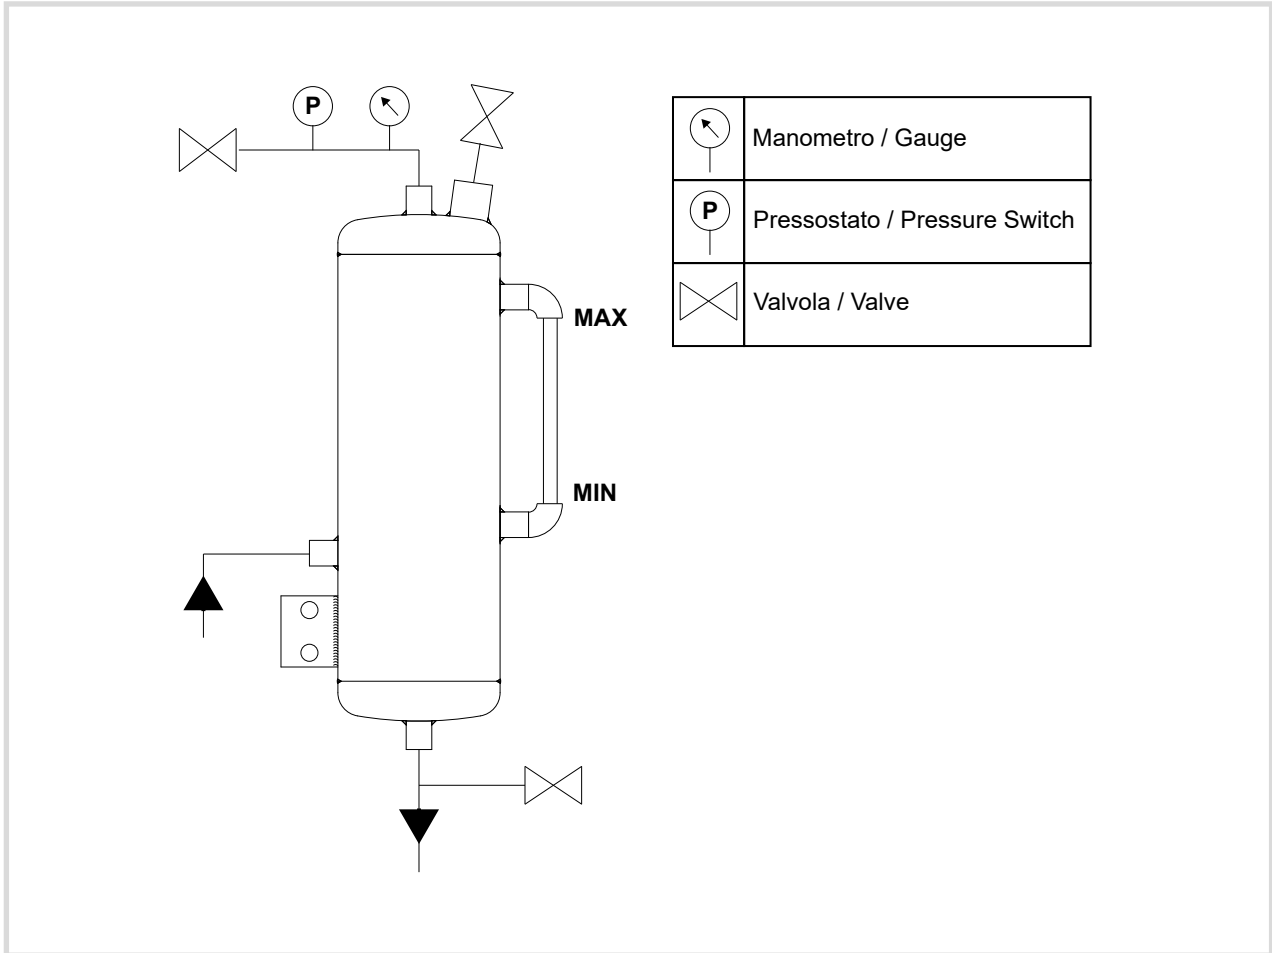 P
MAX
MIN
Manometro / Gauge
P
Pressostato / Pressure Switch
Valvola / Valve